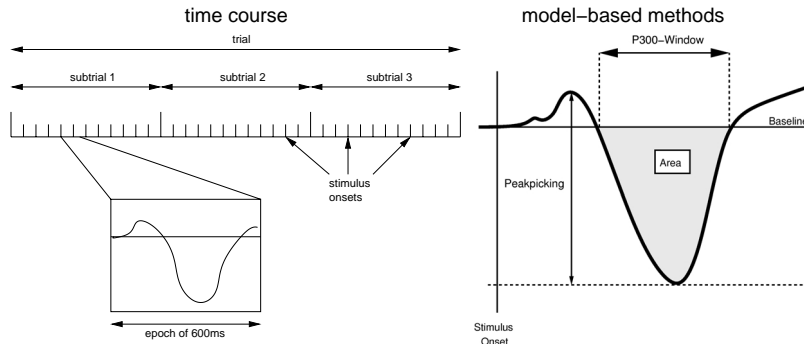 time course
trial
subtrial 1
subtrial 2
subtrial 3
stimulus
onsets
epoch of 600ms
model−based methods
P300−Window
Baseline
Area
Peakpicking
Stimulus
Onset